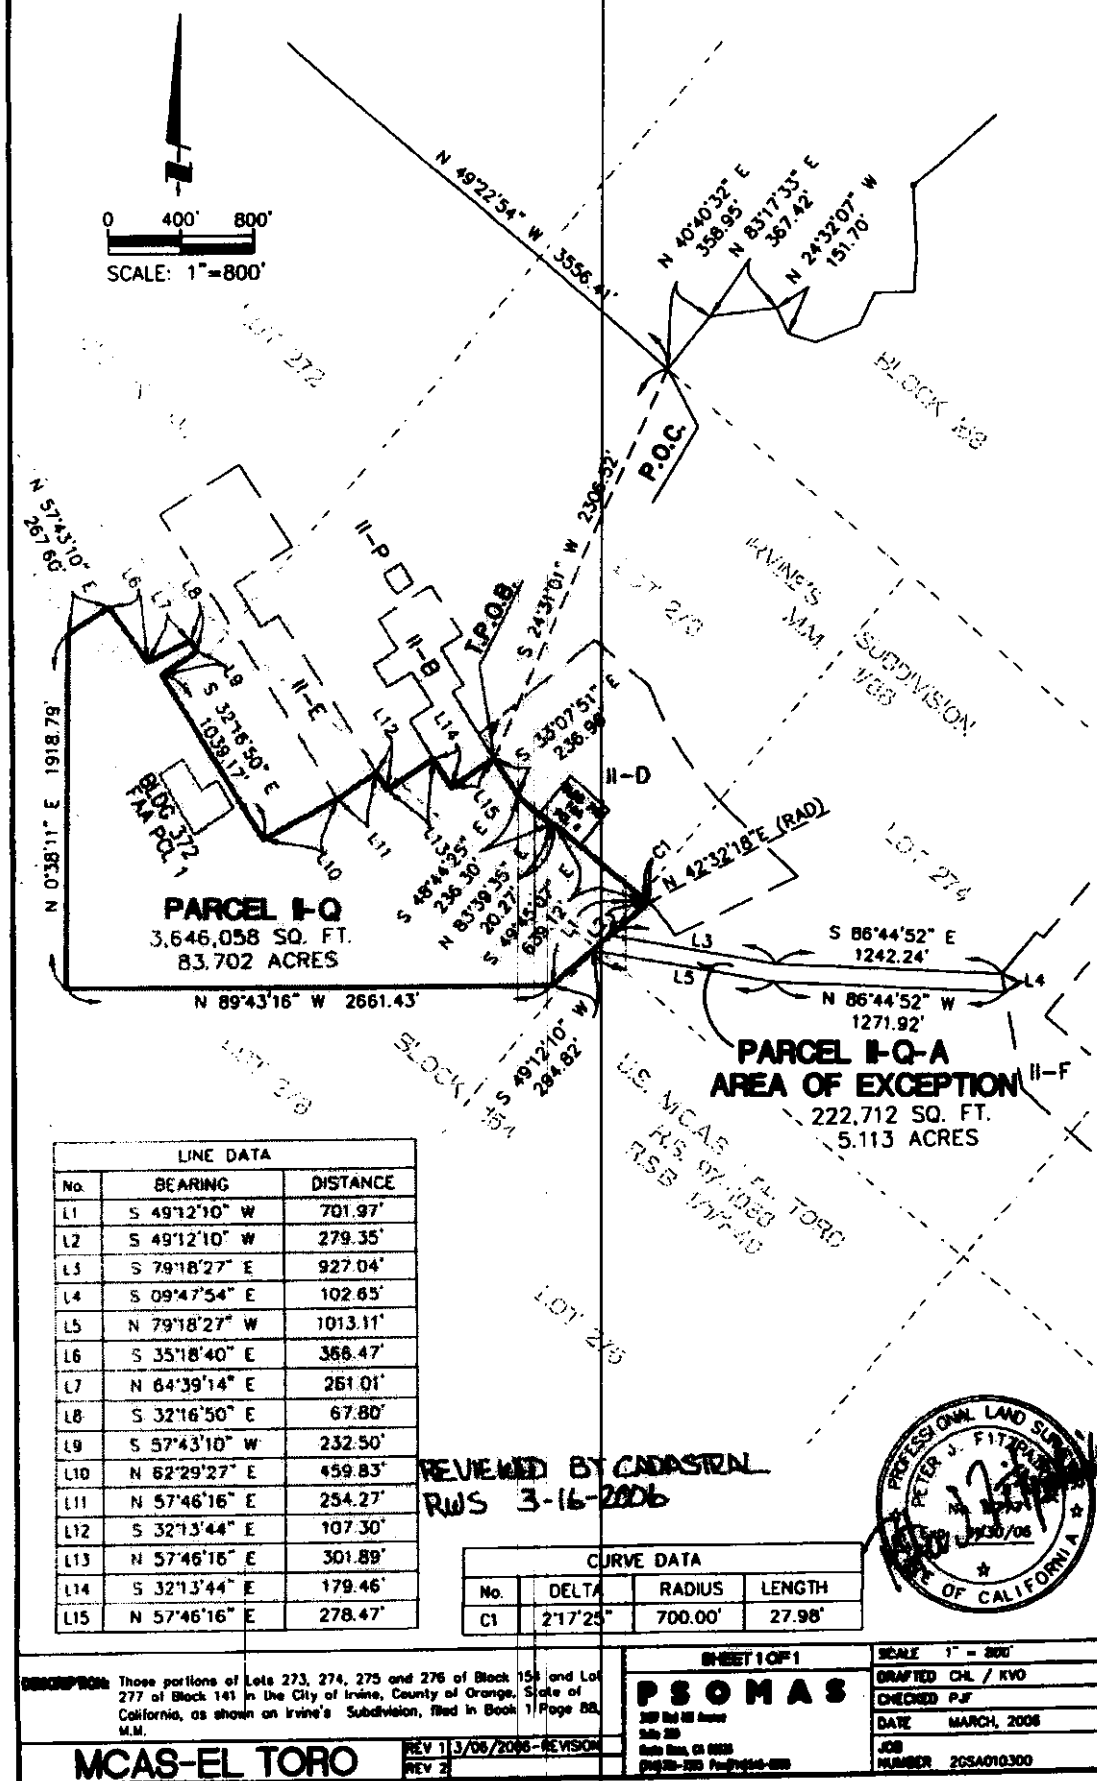 0 400' 800'
SCALE: 1"=800'
N 49°22'54" W 3556.41'
N 40°40'32" E
358.95'
N 83°17'33" E
367.42'
N 24°32'07" W
151.70'
LOT 272
BLOCK
P.O.C.
S 24°31'01" W 2306.52'
N 57°43'10" E
267.60'
L6
L7
L8
L9
II-P
II-B
II-E
T.P.O.B.
IRVINE'S
SUBDIVISION
M.M. 1/88
S 32°16'50" E
1039.17'
L12
L14
S 33°07'51" E
II-D
N 0°38'11" E 1918.79'
BLDG 372
FAA PCL 1
L10
L11
L13
L15
S 48°44'25" E
236.30'
N 83°39'35" E
20.27'
S 49°45'07" E
639.12'
L1
C1
N 42°32'18"E (RAD)
LOT 274
PARCEL II-Q
3,646,058 SQ. FT.
83.702 ACRES
N 89°43'16" W 2661.43'
L3
L5
S 86°44'52" E
1242.24'
L4
N 86°44'52" W
1271.92'
S 49°12'10" W
284.82'
PARCEL II-Q-A
AREA OF EXCEPTION
222,712 SQ. FT.
5.113 ACRES
II-F
BLOCK 154
U.S. MCAS EL TORO
LOT 275
LINE DATA
No. BEARING DISTANCE
L1 S 49°12'10" W 701.97'
L2 S 49°12'10" W 279.35'
L3 S 79°18'27" E 927.04'
L4 S 09°47'54" E 102.65'
L5 N 79°18'27" W 1013.11'
L6 S 35°18'40" E 366.47'
L7 N 64°39'14" E 261.01'
L8 S 32°16'50" E 67.80'
L9 S 57°43'10" W 232.50'
L10 N 62°29'27" E 459.83'
L11 N 57°46'16" E 254.27'
L12 S 32°13'44" E 107.30'
L13 N 57°46'16" E 301.89'
L14 S 32°13'44" E 179.46'
L15 N 57°46'16" E 278.47'
REVIEWED BY CADASTRAL
RWS 3-16-2006
CURVE DATA
No. DELTA RADIUS LENGTH
C1 2°17'25" 700.00' 27.98'
PROFESSIONAL LAND
PETER J.
OF CALIFORNIA
DESCRIPTION: Those portions of Lots 273, 274, 275 and 276 of Block 154 and Lot
277 of Block 141 in the City of Irvine, County of Orange, State of
California, as shown on Irvine's Subdivision, filed in Book 1 Page 88,
M.M.
MCAS-EL TORO
REV 1 3/06/2006-REVISION
REV 2
SHEET 1 OF 1
PSOMAS
SCALE 1" = 800'
DRAFTED CHL / KVO
CHECKED PJF
DATE MARCH, 2006
JOB
NUMBER 2GSA010300